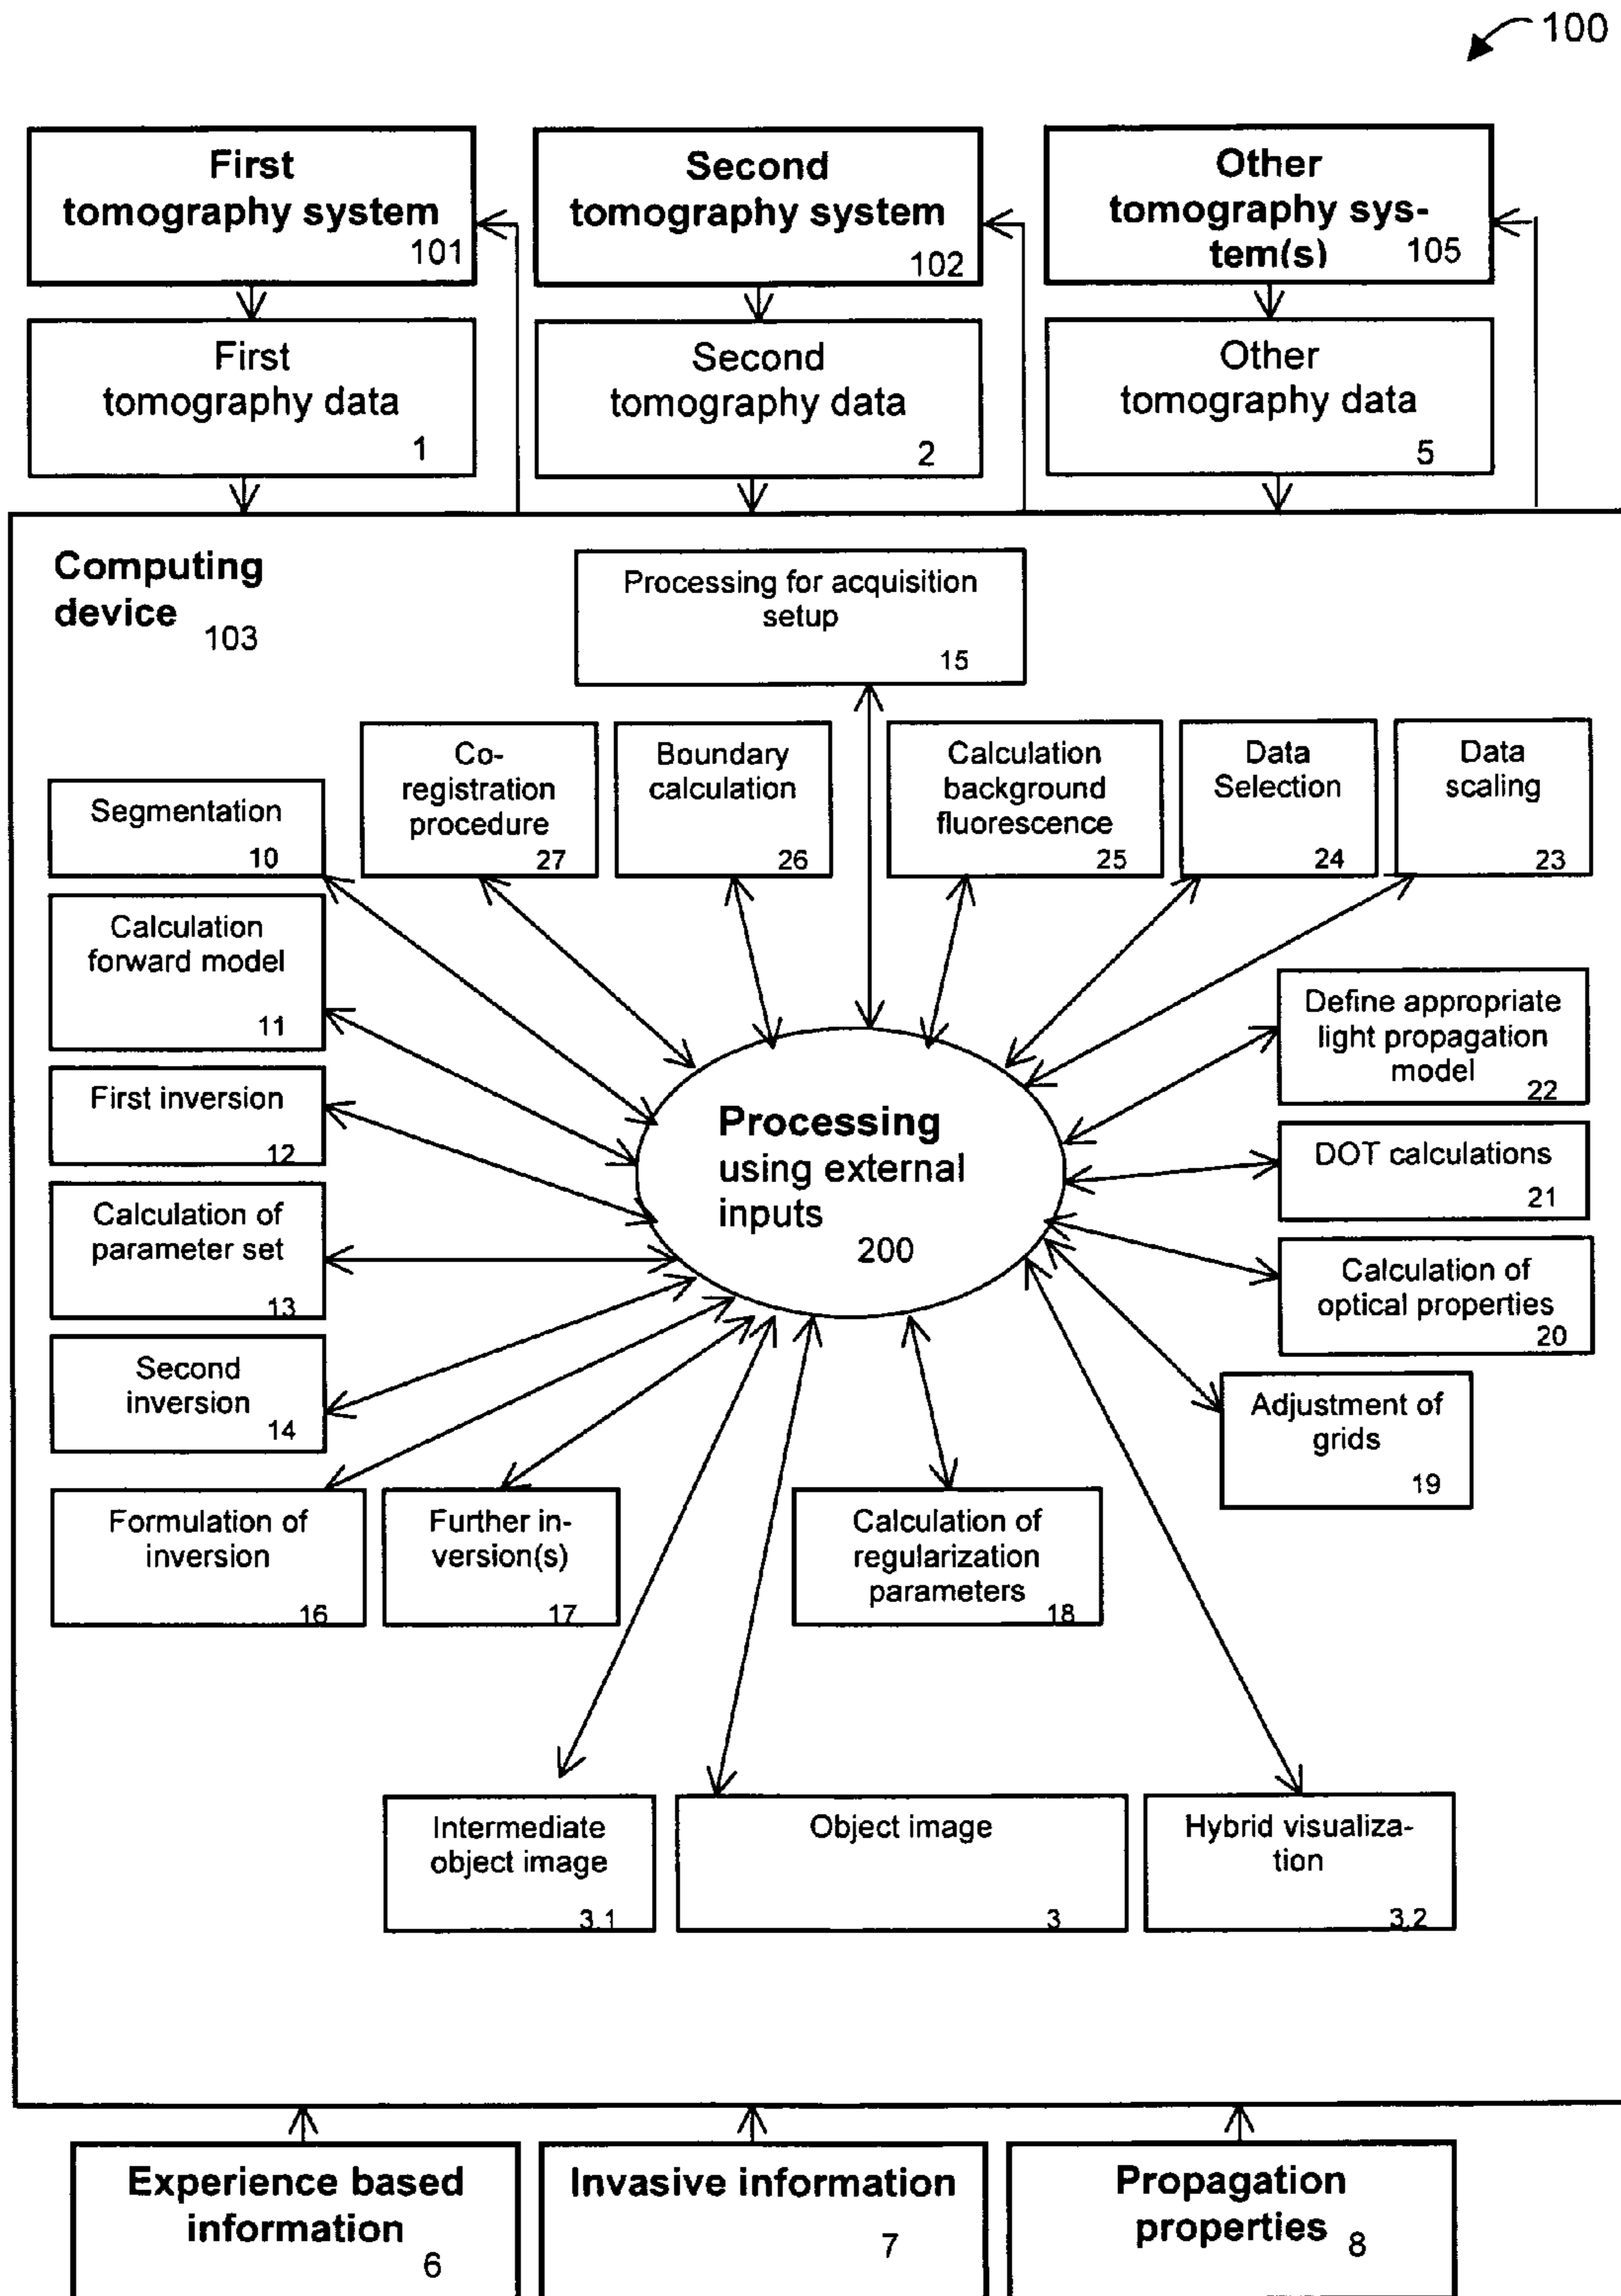 100
First
tomography system
101
Second
tomography system
102
Other
tomography sys-
tem(s)
105
First
tomography data
1
Second
tomography data
2
Other
tomography data
5
Computing
device
103
Processing for acquisition
setup
15
Segmentation
10
Co-
registration
procedure
27
Boundary
calculation
26
Calculation
background
fluorescence
25
Data
Selection
24
Data
scaling
23
Calculation
forward model
11
First inversion
12
Calculation of
parameter set
13
Second
inversion
14
Processing
using external
inputs
200
Define appropriate
light propagation
model
22
DOT calculations
21
Calculation of
optical properties
20
Adjustment of
grids
19
Formulation of
inversion
16
Further in-
version(s)
17
Calculation of
regularization
parameters
18
Intermediate
object image
3.1
Object image
3
Hybrid visualiza-
tion
3.2
Experience based
information
6
Invasive information
7
Propagation
properties
8